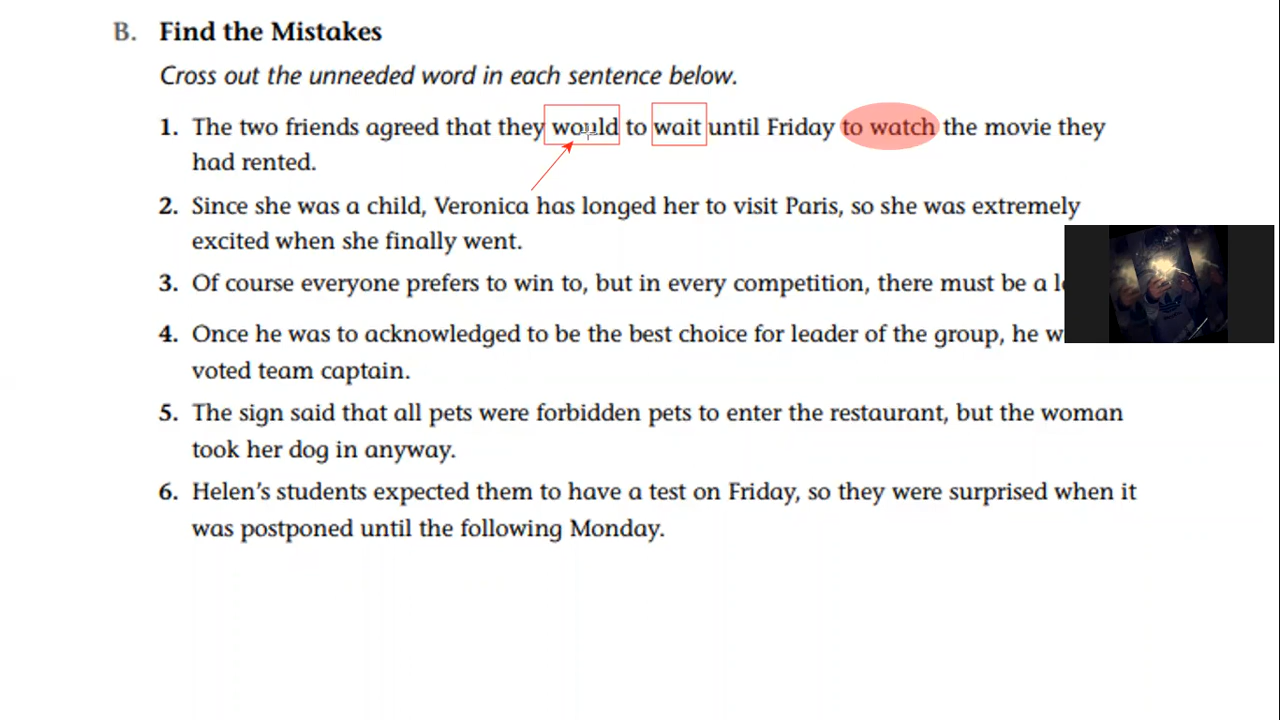 B. Find the Mistakes
Cross out the unneeded word in each sentence below.
1. The two friends agreed that they would to wait until Friday to watch the movie they
had rented.
2. Since she was a child, Veronica has longed her to visit Paris, so she was extremely
excited when she finally went.
3. Of course everyone prefers to win to, but in every competition, there must be a
4. Once he was to acknowledged to be the best choice for leader of the group, he
voted team captain.
5. The sign said that all pets were forbidden pets to enter the restaurant, but the woman
took her dog in anyway.
6. Helen's students expected them to have a test on Friday, so they were surprised when it
was postponed until the following Monday.